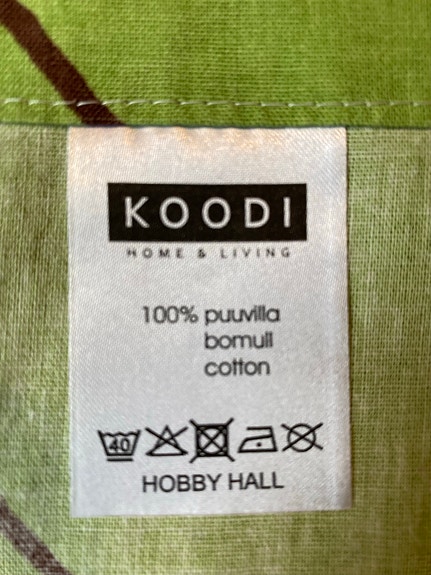 KOODI
HOME & LIVING
100% puuvilla
bomull
cotton
40
HOBBY HALL